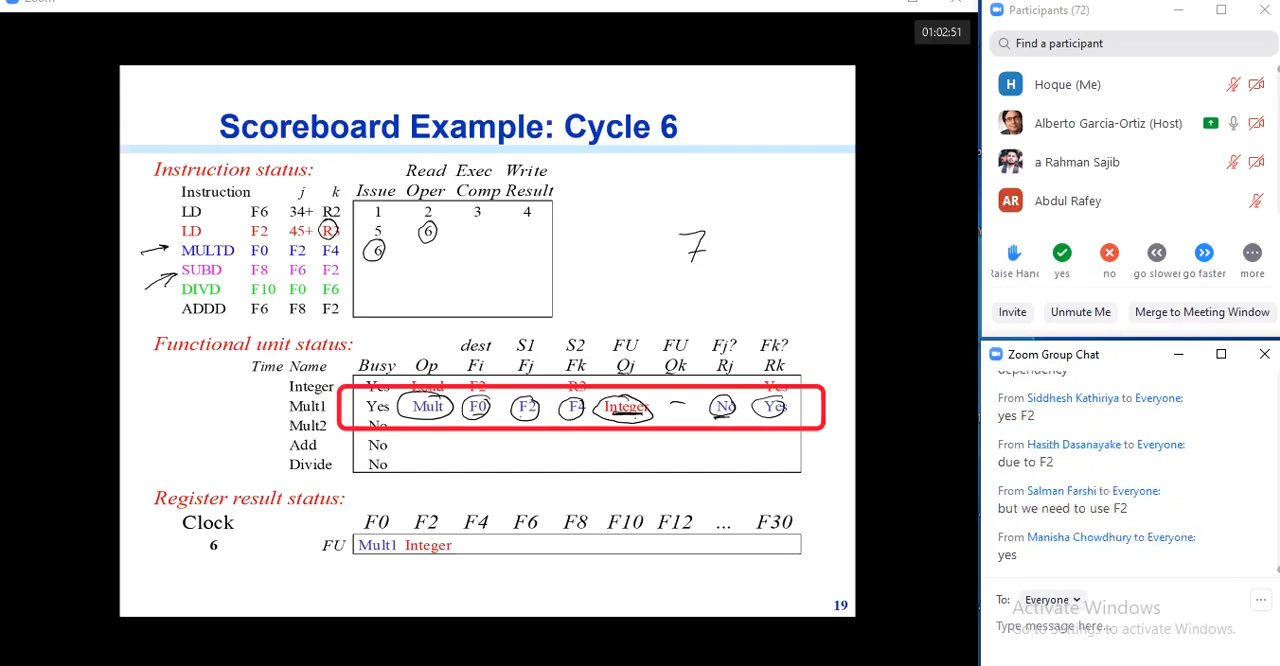 Zoom
01:02:51
Scoreboard Example: Cycle 6
Instruction status: Read Exec Write
Instruction j k Issue Oper Comp Result
LD F6 34+ R2 1 2 3 4
LD F2 45+ R3 5 6
MULTD F0 F2 F4 6
SUBD F8 F6 F2
DIVD F10 F0 F6
ADDD F6 F8 F2
7
Functional unit status: dest S1 S2 FU FU Fj? Fk?
Time Name Busy Op Fi Fj Fk Qj Qk Rj Rk
Integer Yes Load F2 R3 Yes
Mult1 Yes Mult F0 F2 F4 Integer No Yes
Mult2 No
Add No
Divide No
Register result status:
Clock F0 F2 F4 F6 F8 F10 F12 ... F30
6 FU Mult1 Integer
19
Participants (72)
Find a participant
H Hoque (Me)
Alberto Garcia-Ortiz (Host)
a Rahman Sajib
AR Abdul Rafey
Raise Hand yes no go slower go faster more
Invite Unmute Me Merge to Meeting Window
Zoom Group Chat
dependency
From Siddhesh Kathiriya to Everyone:
yes F2
From Hasith Dasanayake to Everyone:
due to F2
From Salman Farshi to Everyone:
but we need to use F2
From Manisha Chowdhury to Everyone:
yes
To: Everyone
Type message here...
Activate Windows
Go to Settings to activate Windows.